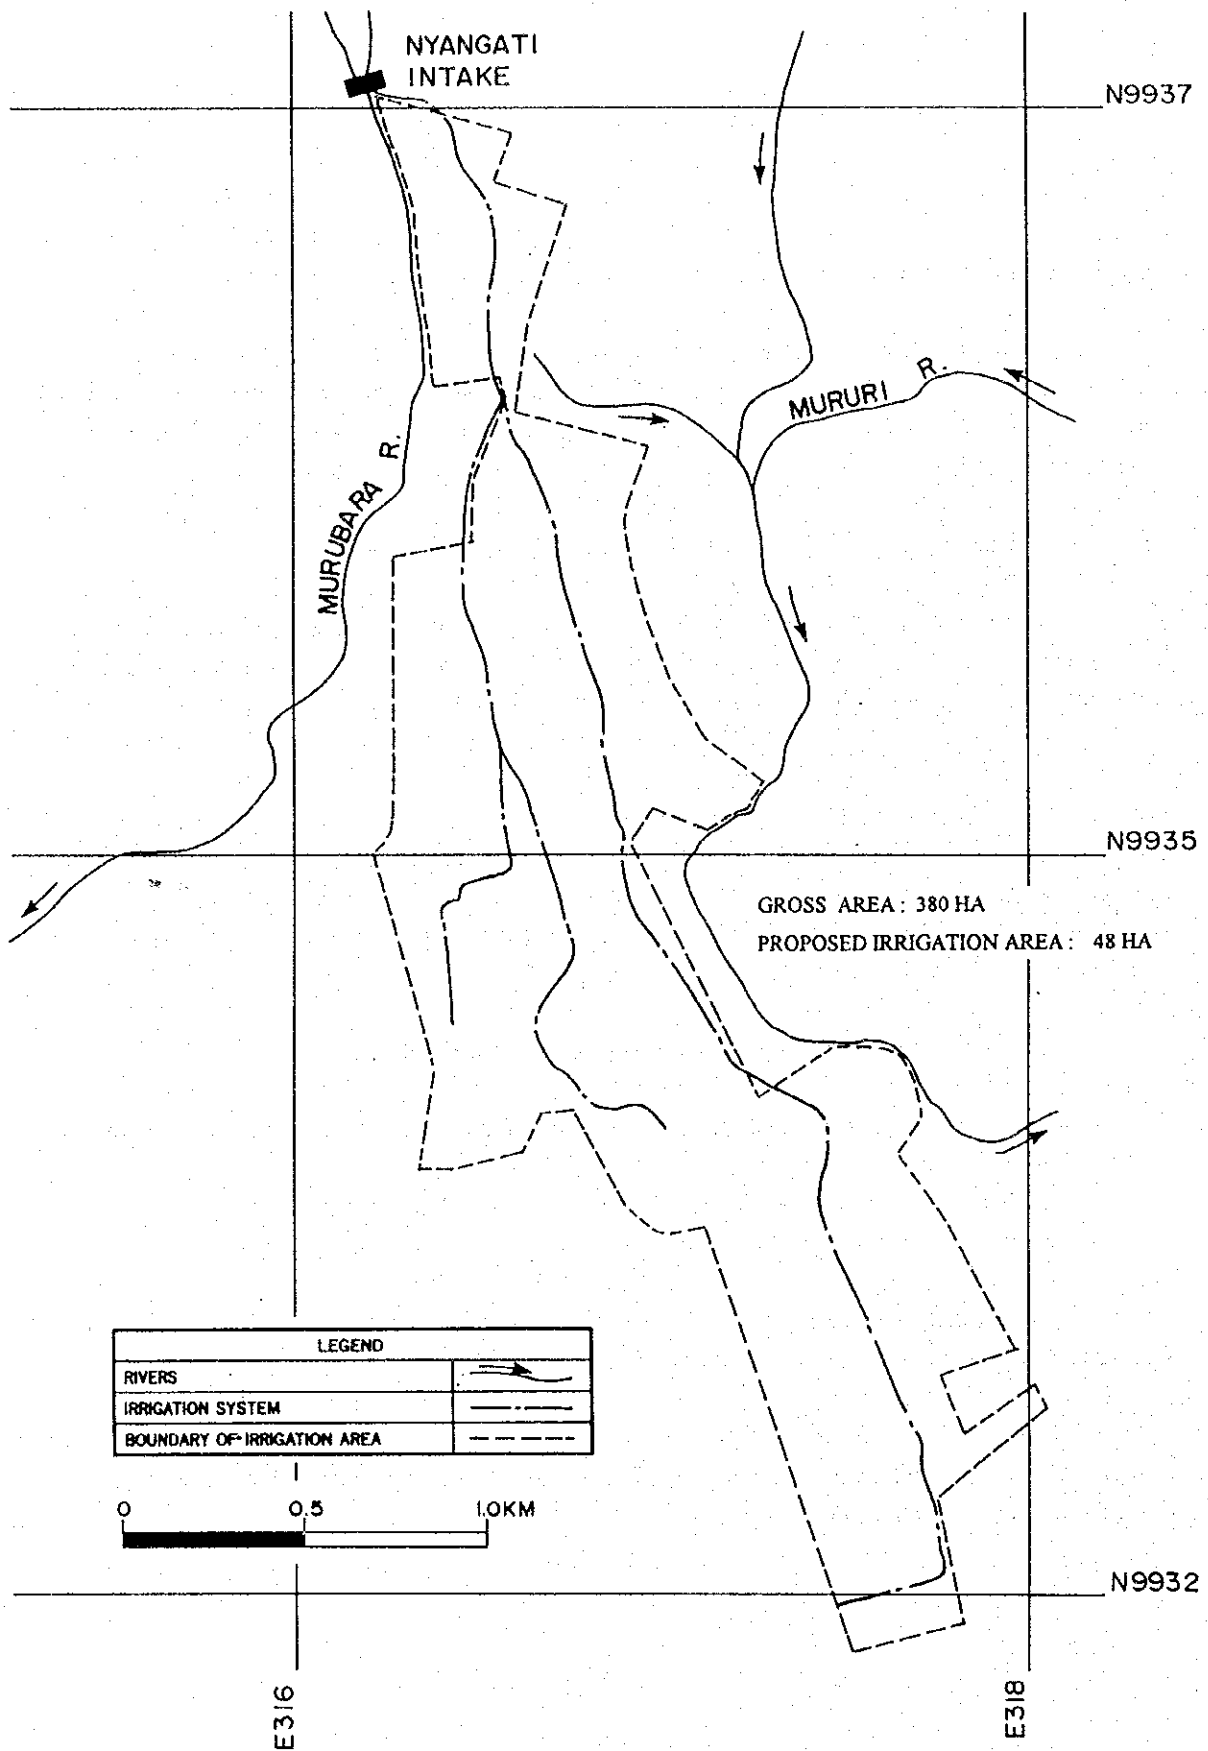 NYANGATI
INTAKE
N9937
MURURI R.
MURUBARA R.
N9935
GROSS AREA : 380 HA
PROPOSED IRRIGATION AREA : 48 HA
LEGEND
RIVERS
IRRIGATION SYSTEM
BOUNDARY OF IRRIGATION AREA
0 0.5 1.0KM
N9932
E316
E318